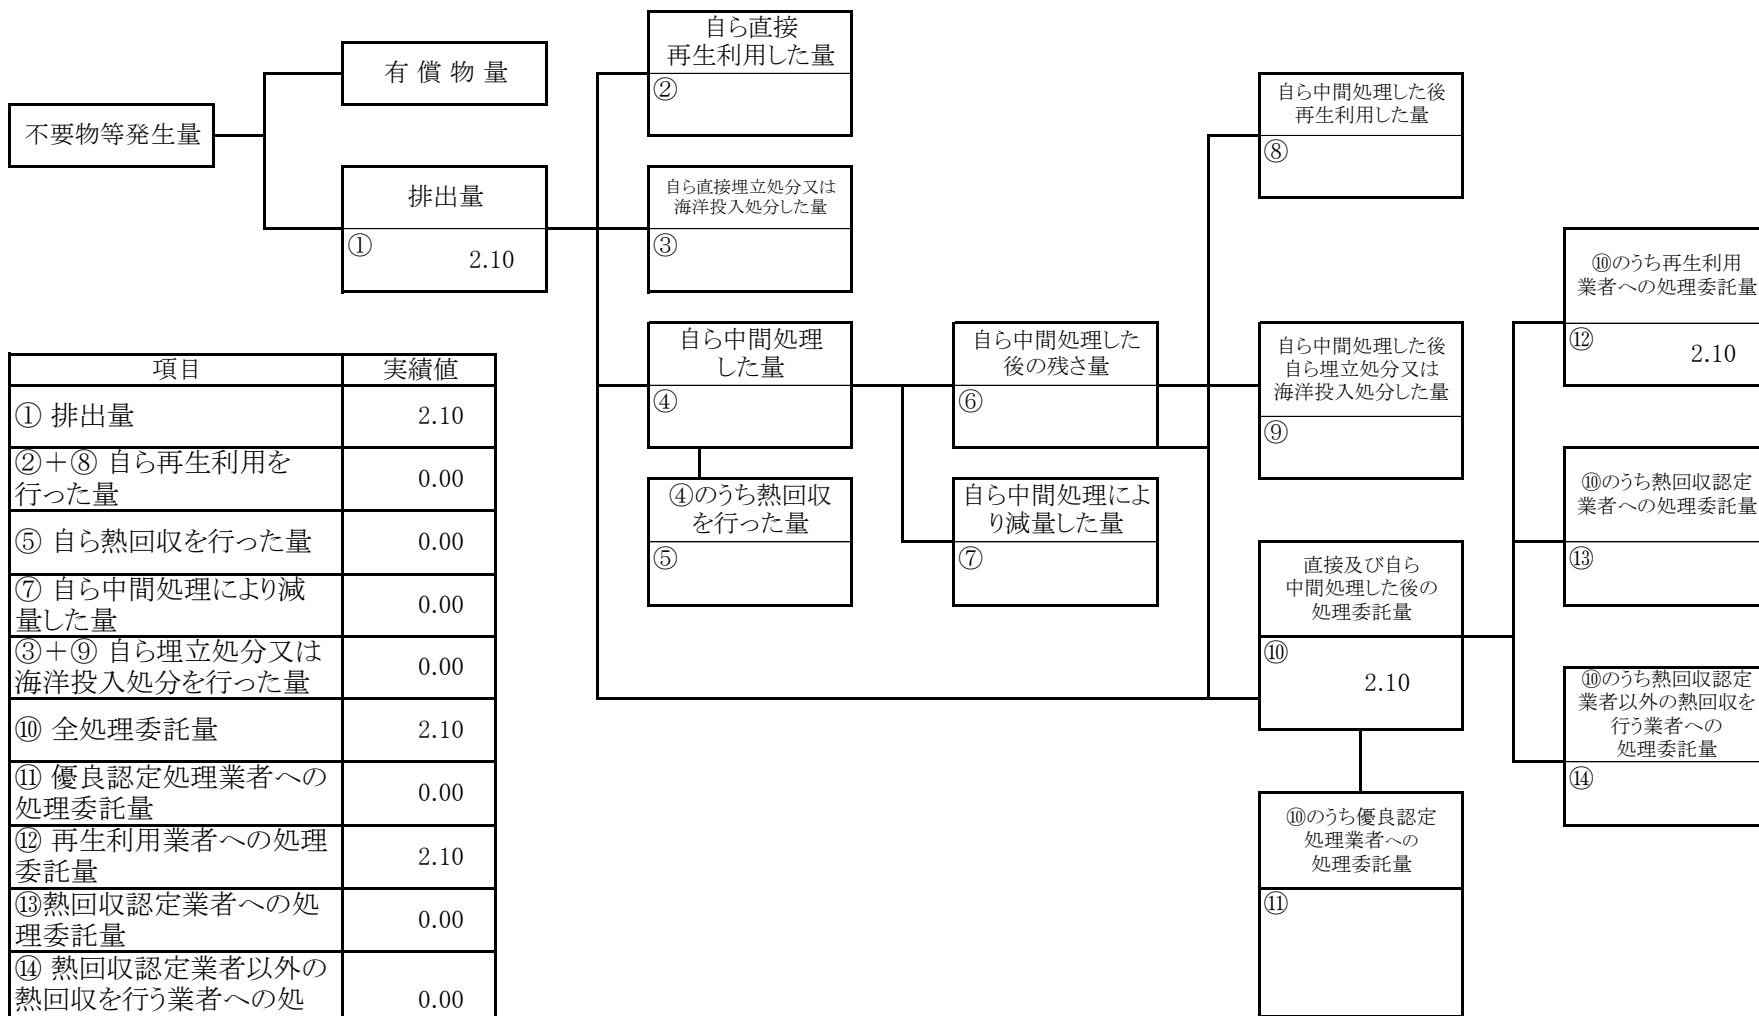 不要物等発生量
有 償 物 量
排出量
①
2.10
自ら直接
再生利用した量
②
自ら直接埋立処分又は
海洋投入処分した量
③
自ら中間処理
した量
④
④のうち熱回収
を行った量
⑤
自ら中間処理した
後の残さ量
⑥
自ら中間処理によ
り減量した量
⑦
自ら中間処理した後
再生利用した量
⑧
自ら中間処理した後
自ら埋立処分又は
海洋投入処分した量
⑨
直接及び自ら
中間処理した後の
処理委託量
⑩
2.10
⑩のうち優良認定
処理業者への
処理委託量
⑪
⑩のうち再生利用
業者への処理委託量
⑫
2.10
⑩のうち熱回収認定
業者への処理委託量
⑬
⑩のうち熱回収認定
業者以外の熱回収を
行う業者への
処理委託量
⑭
項目 実績値
① 排出量 2.10
②+⑧ 自ら再生利用を
行った量 0.00
⑤ 自ら熱回収を行った量 0.00
⑦ 自ら中間処理により減
量した量 0.00
③+⑨ 自ら埋立処分又は
海洋投入処分を行った量 0.00
⑩ 全処理委託量 2.10
⑪ 優良認定処理業者への
処理委託量 0.00
⑫ 再生利用業者への処理
委託量 2.10
⑬熱回収認定業者への処
理委託量 0.00
⑭ 熱回収認定業者以外の
熱回収を行う業者への処 0.00